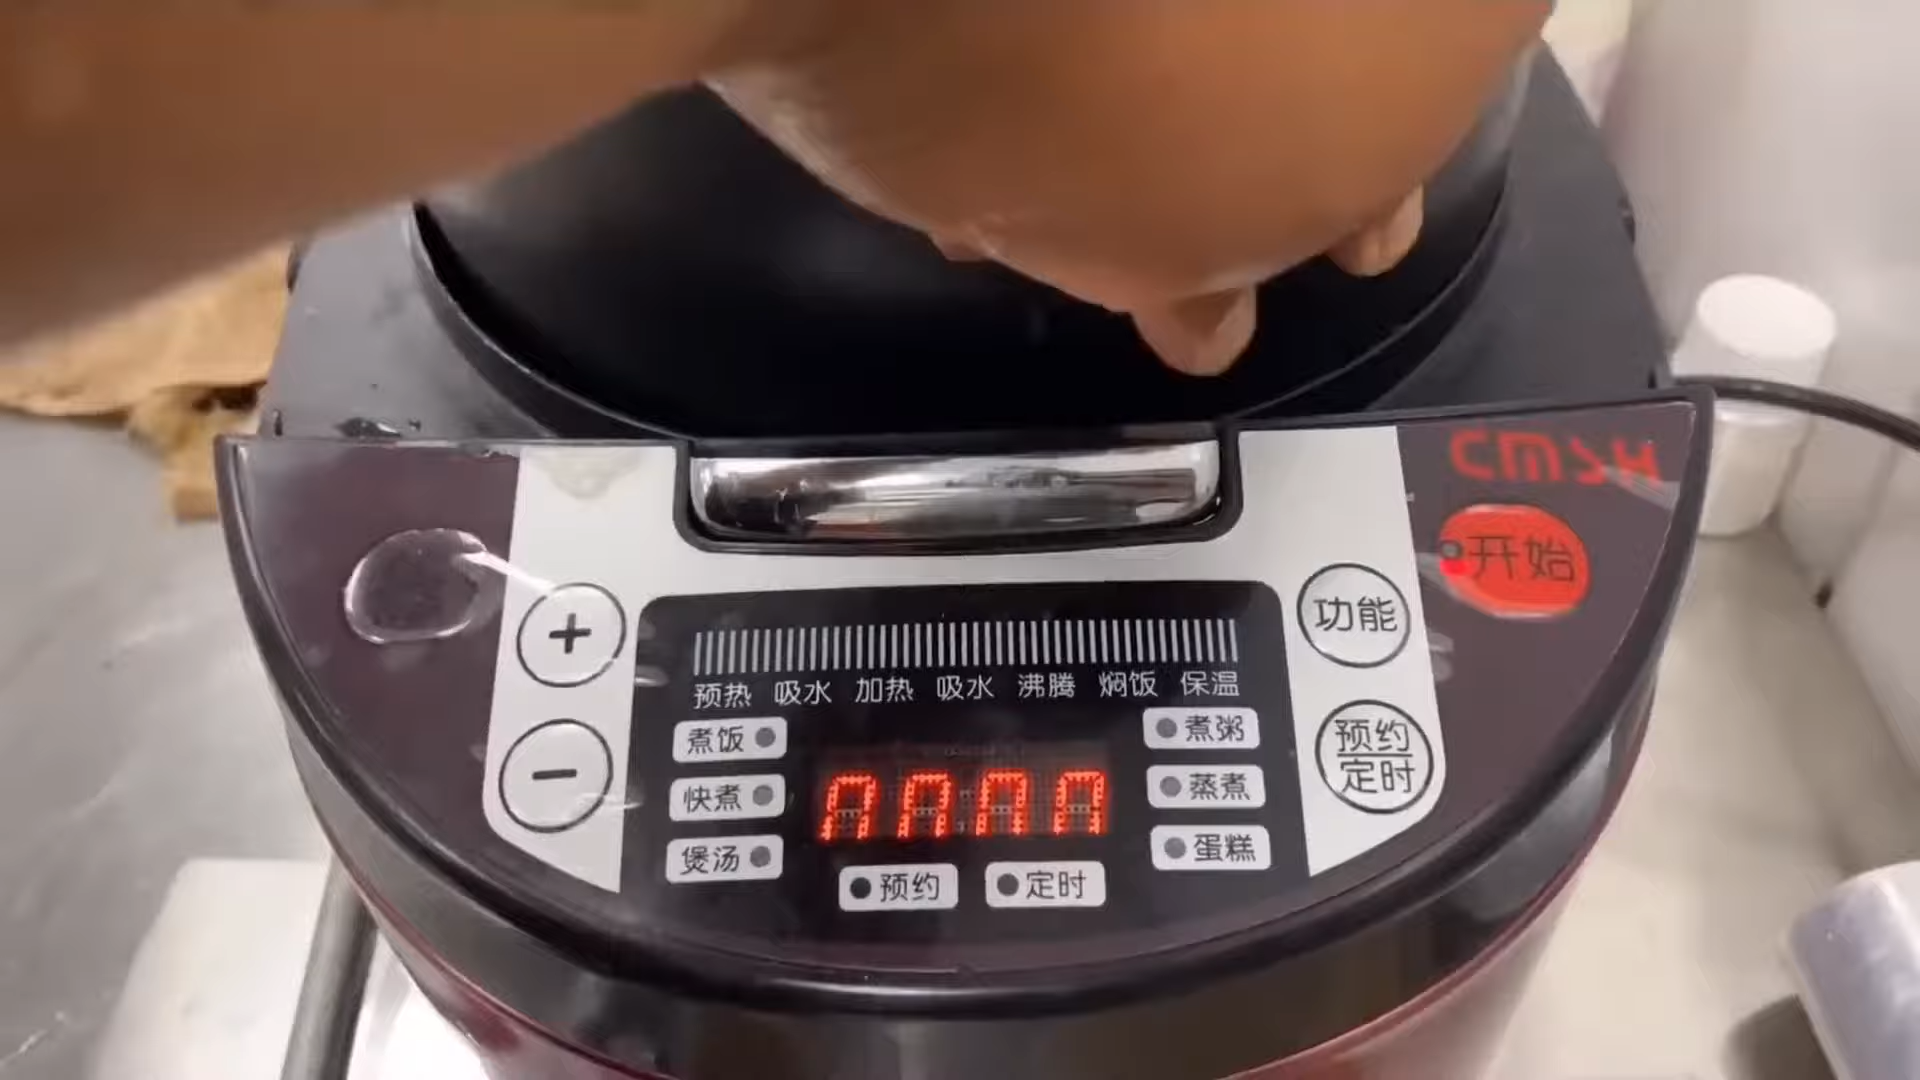 CMSH
开始
+
功能
预热 吸水 加热 吸水 沸腾 焖饭 保温
−
预约
定时
煮饭
煮粥
快煮
蒸煮
煲汤
蛋糕
预约
定时